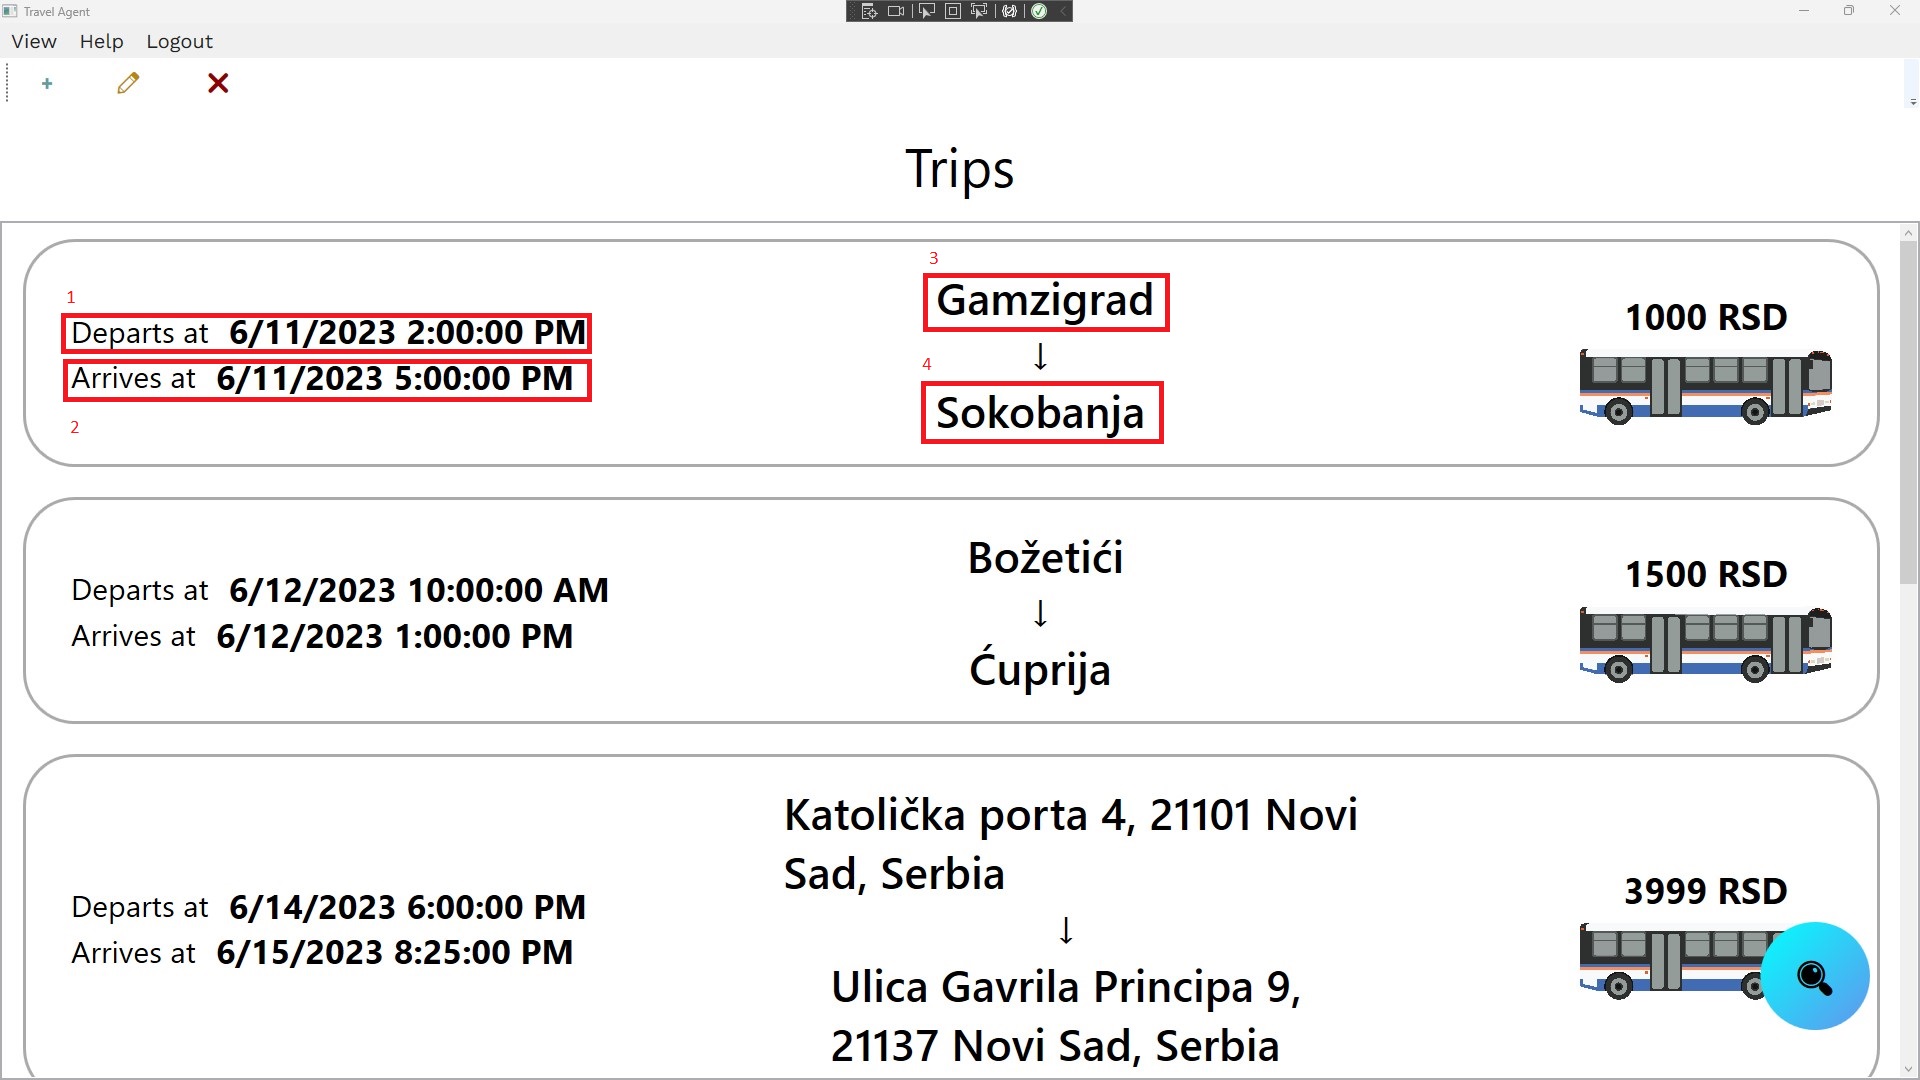 Travel Agent
View Help Logout
Trips
1
Departs at 6/11/2023 2:00:00 PM
Arrives at 6/11/2023 5:00:00 PM
2
3
Gamzigrad
↓
4
Sokobanja
1000 RSD
Departs at 6/12/2023 10:00:00 AM
Arrives at 6/12/2023 1:00:00 PM
Božetići
↓
Ćuprija
1500 RSD
Departs at 6/14/2023 6:00:00 PM
Arrives at 6/15/2023 8:25:00 PM
Katolička porta 4, 21101 Novi
Sad, Serbia
↓
Ulica Gavrila Principa 9,
21137 Novi Sad, Serbia
3999 RSD